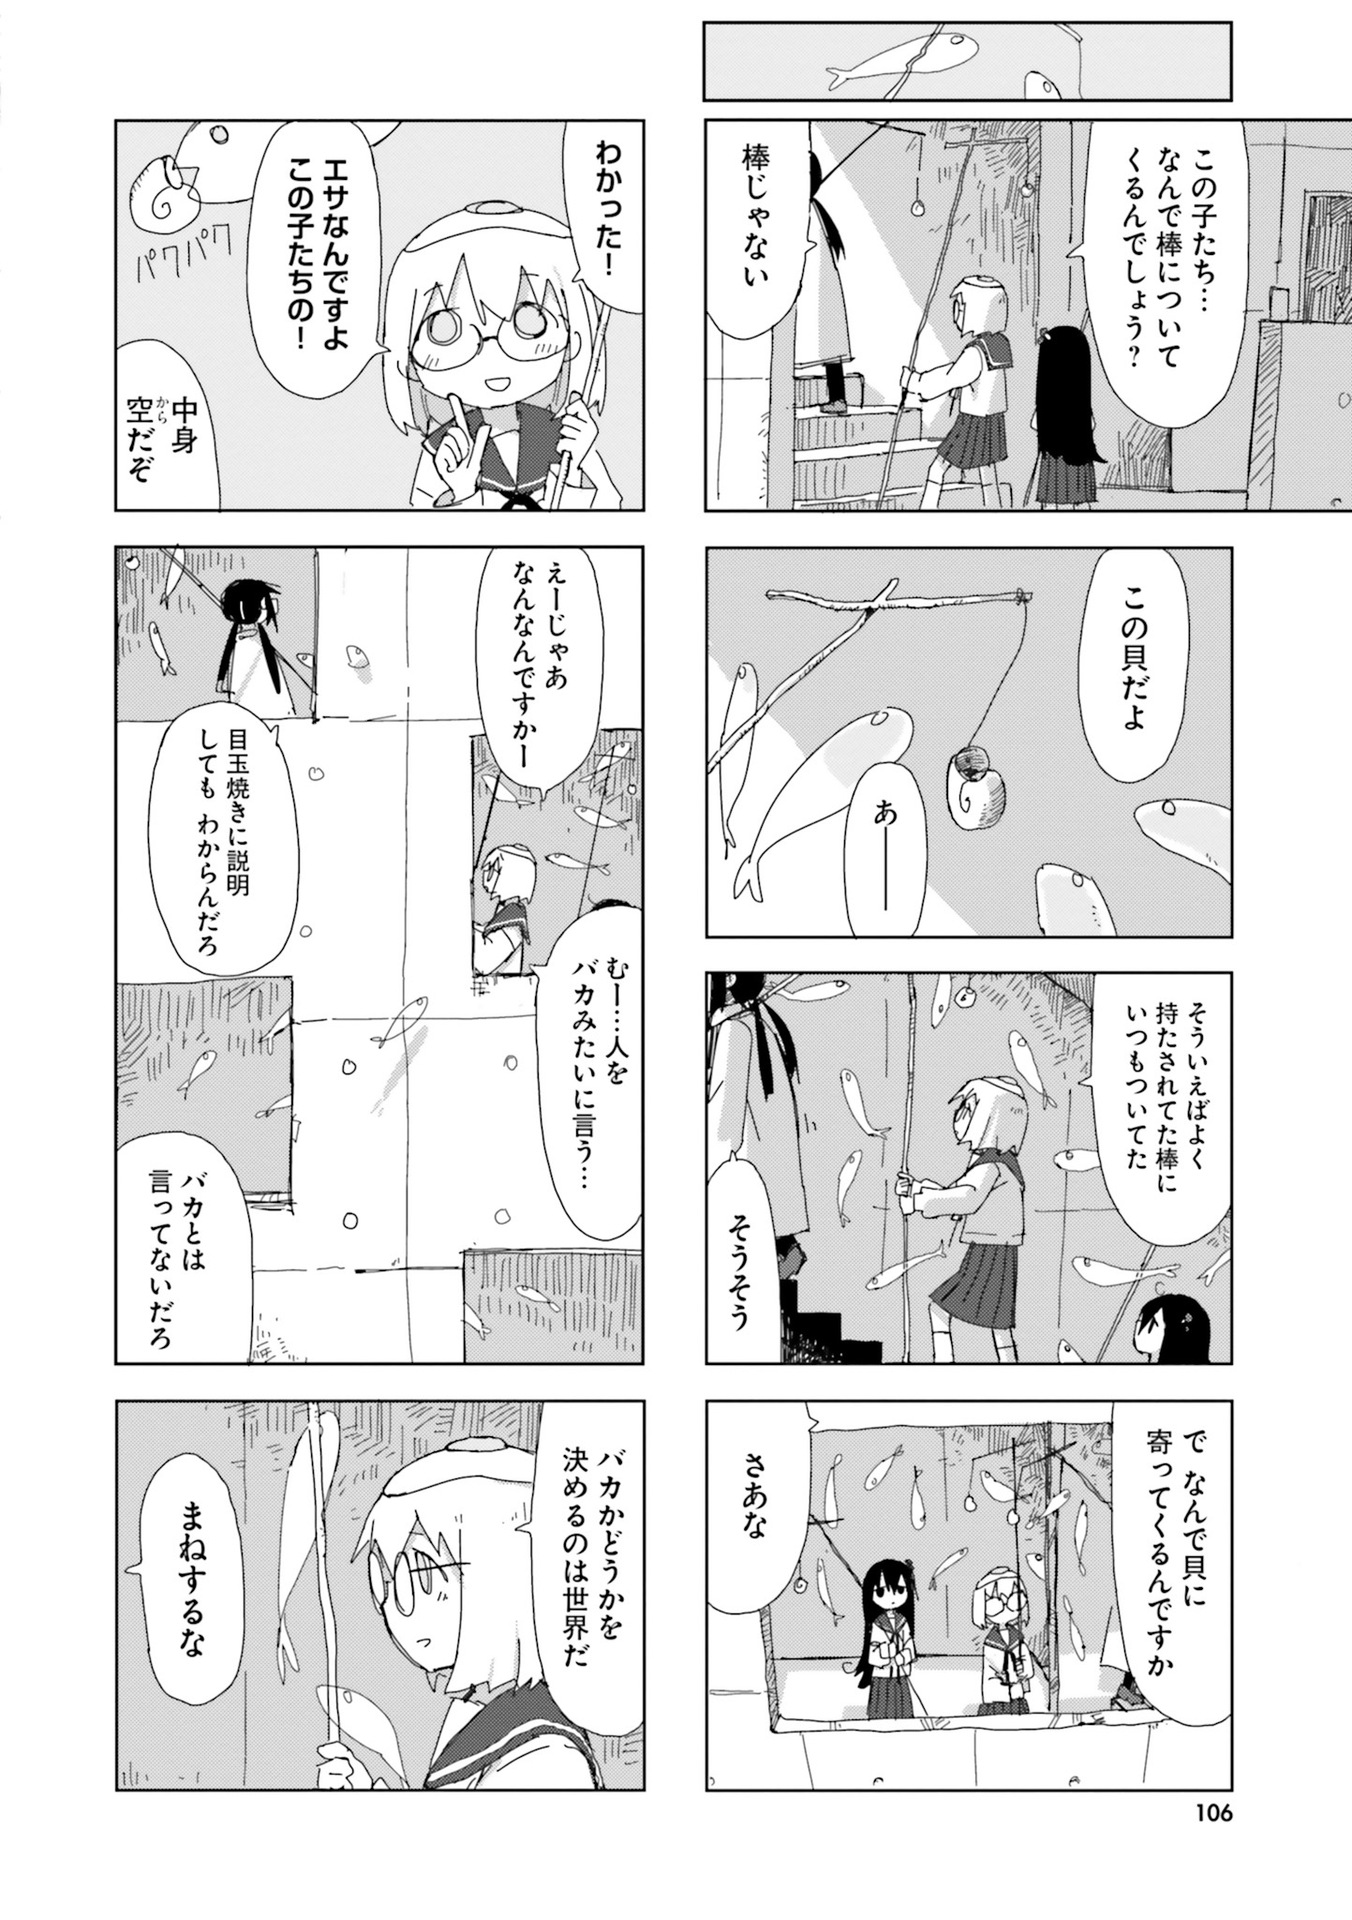 この子たち…
なんで棒について
くるんでしょう?
棒じゃない
この貝だよ
あ――
そういえばよく
持たされてた棒に
いつもついてた
そうそう
で なんで貝に
寄ってくるんですか
さあな
わかった!
エサなんですよ
この子たちの!
パクパク
中身
空だぞ
から
えーじゃあ
なんなんですかー
目玉焼きに説明
しても わからんだろ
むー…人を
バカみたいに言う…
バカとは
言ってないだろ
バカかどうかを
決めるのは世界だ
まねするな
106